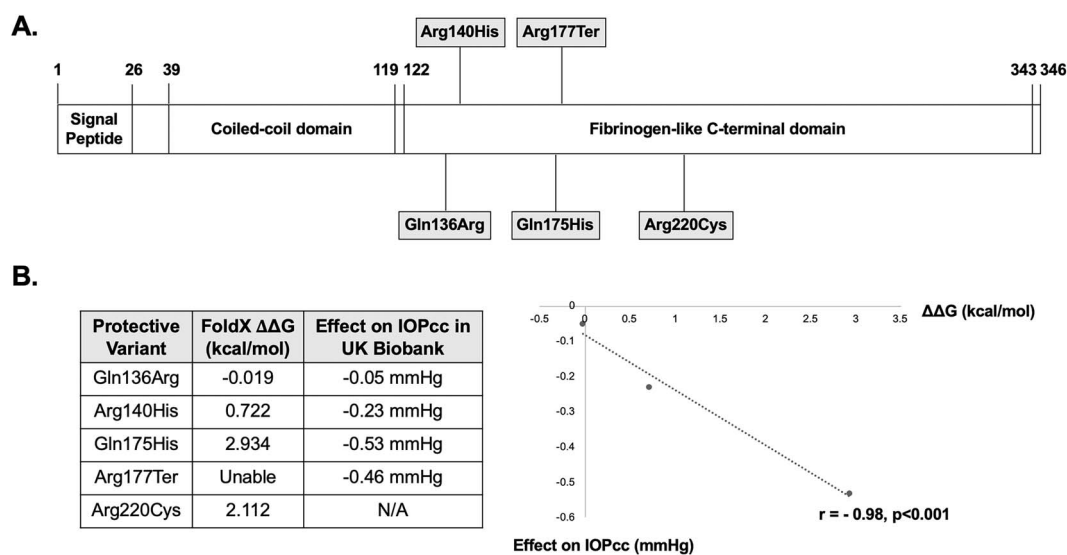 A.
Arg140His
Arg177Ter
1
26
39
119
122
343
346
Signal
Peptide
Coiled-coil domain
Fibrinogen-like C-terminal domain
Gln136Arg
Gln175His
Arg220Cys
B.
Protective
Variant
FoldX ΔΔG
(kcal/mol)
Effect on IOPcc in
UK Biobank
Gln136Arg
-0.019
-0.05 mmHg
Arg140His
0.722
-0.23 mmHg
Gln175His
2.934
-0.53 mmHg
Arg177Ter
Unable
-0.46 mmHg
Arg220Cys
2.112
N/A
0
-0.5
0
0.5
1
1.5
2
2.5
3
3.5
ΔΔG (kcal/mol)
-0.1
-0.2
-0.3
-0.4
-0.5
-0.6
r = - 0.98, p<0.001
Effect on IOPcc (mmHg)